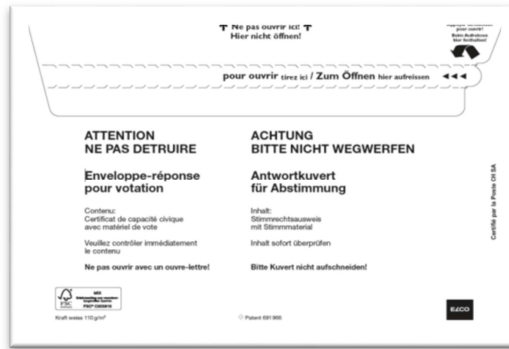 Ne pas ouvrir ici!
Hier nicht öffnen!
pour ouvrir tirez ici / Zum Öffnen hier aufreissen
ATTENTION
NE PAS DETRUIRE
Enveloppe-réponse
pour votation
Contenu:
Certificat de capacité civique
avec matériel de vote
Veuillez contrôler immédiatement
le contenu
Ne pas ouvrir avec un ouvre-lettre!
ACHTUNG
BITTE NICHT WEGWERFEN
Antwortkuvert
für Abstimmung
Inhalt:
Stimmrechtsausweis
mit Stimmmaterial
Inhalt sofort überprüfen
Bitte Kuvert nicht aufschneiden!
Certifié par la Poste CH SA
FSC
MIX
Kraft weiss 110 g/m²
Patent 691 866
ELCO